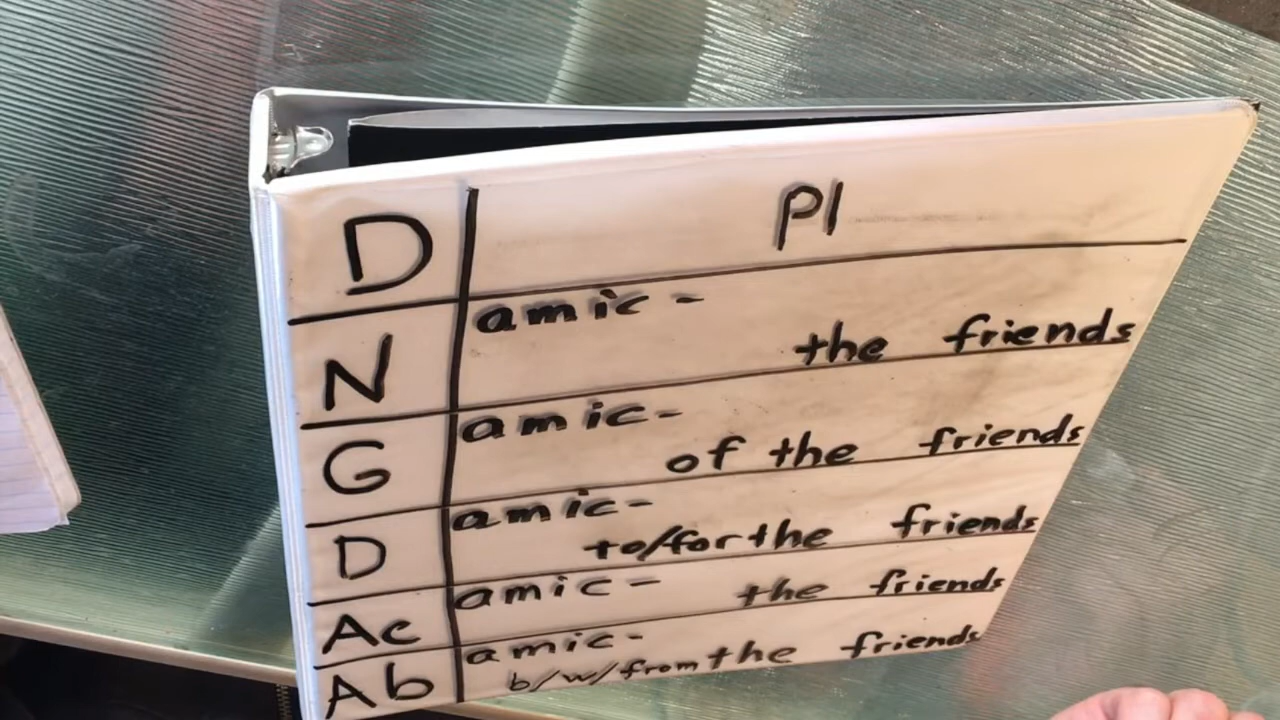 D Pl
N amic-
the friends
G amic-
of the friends
D amic-
to/for the friends
Ac amic- the friends
Ab amic-
b/w/from the friends